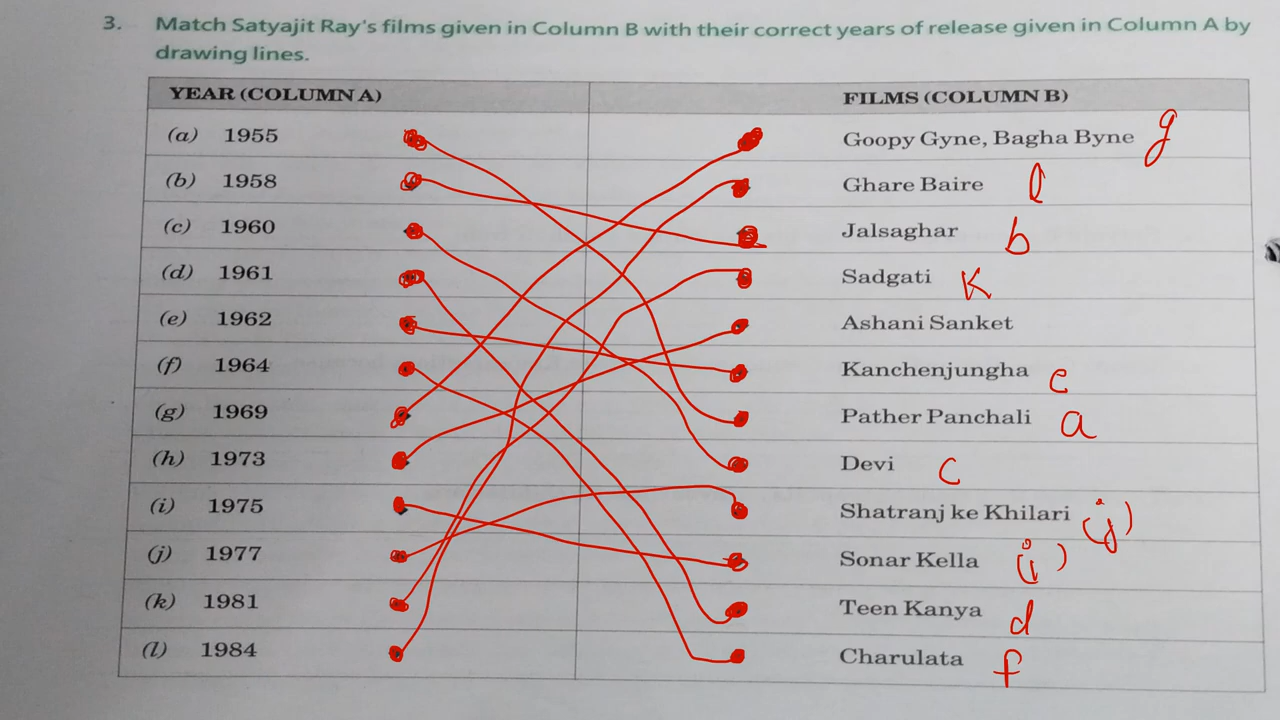 3. Match Satyajit Ray's films given in Column B with their correct years of release given in Column A by
drawing lines.
YEAR (COLUMN A) FILMS (COLUMN B)
(a) 1955 Goopy Gyne, Bagha Byne g
(b) 1958 Ghare Baire l
(c) 1960 Jalsaghar b
(d) 1961 Sadgati K
(e) 1962 Ashani Sanket
(f) 1964 Kanchenjungha e
(g) 1969 Pather Panchali a
(h) 1973 Devi c
(i) 1975 Shatranj ke Khilari (j)
(j) 1977 Sonar Kella (i)
(k) 1981 Teen Kanya d
(l) 1984 Charulata f